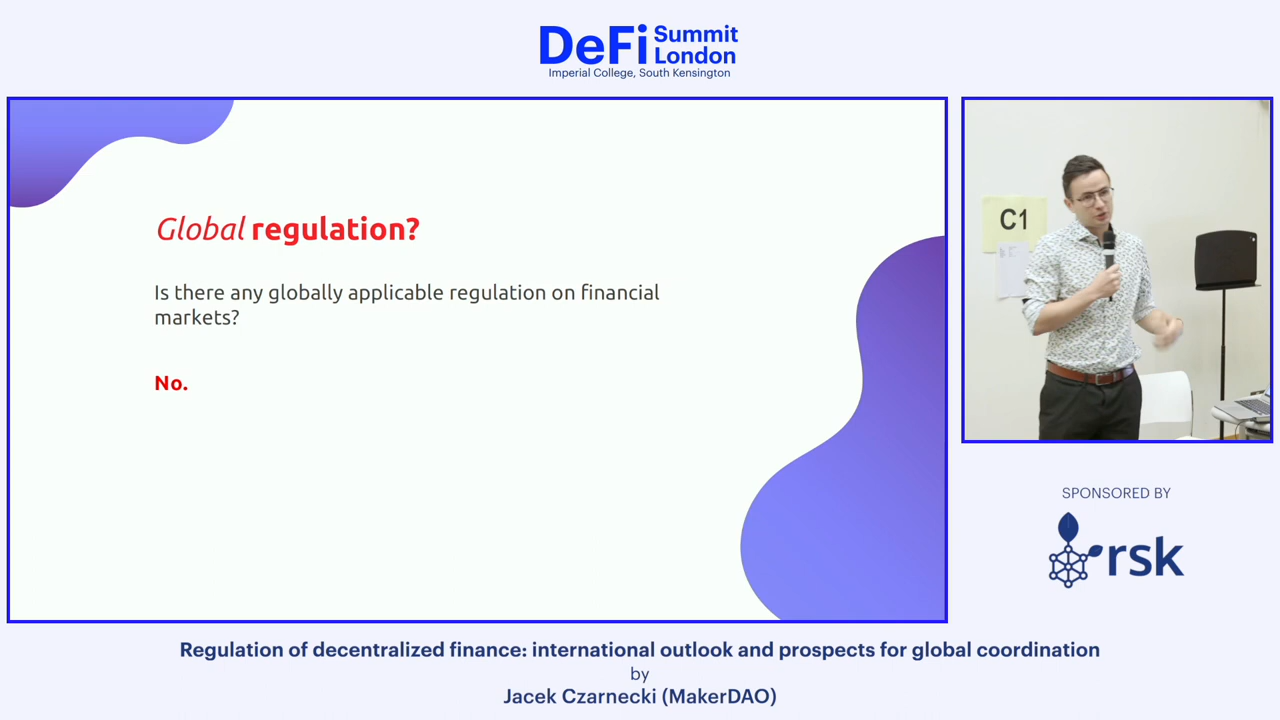 DeFi Summit
London
Imperial College, South Kensington
Global regulation?
Is there any globally applicable regulation on financial
markets?
No.
C1
SPONSORED BY
rsk
Regulation of decentralized finance: international outlook and prospects for global coordination
by
Jacek Czarnecki (MakerDAO)